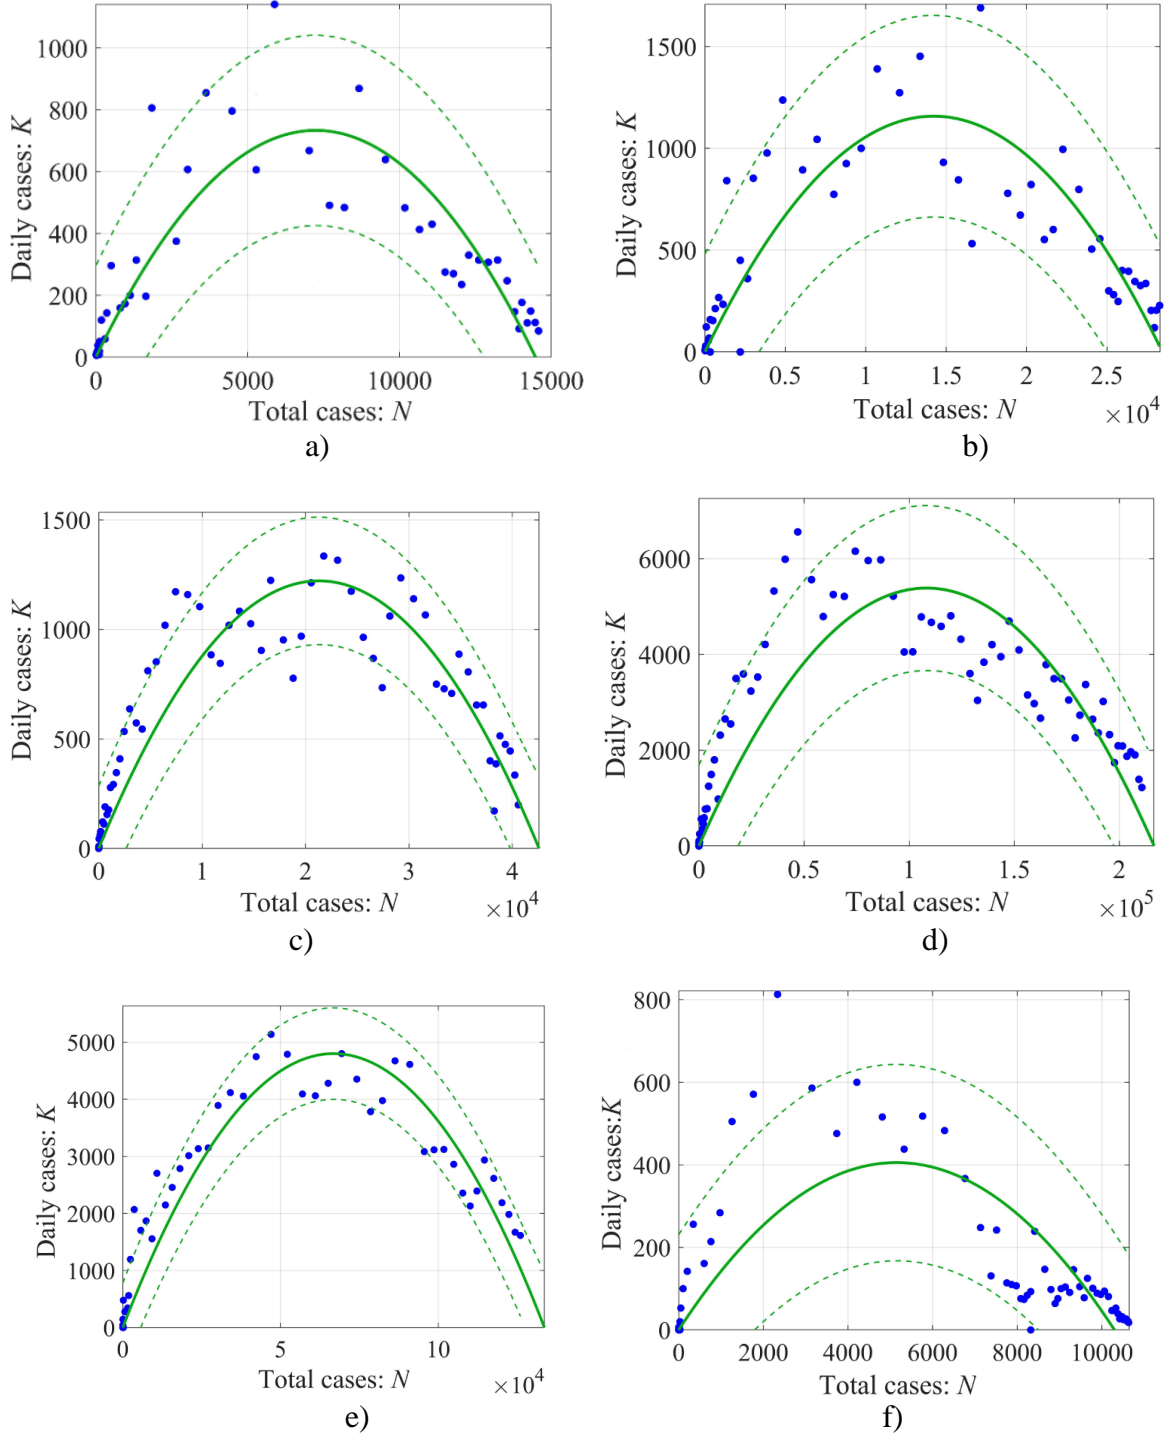 1000
800
600
400
200
0
Daily cases: K
0 5000 10000 15000
Total cases: N
a)
1500
1000
500
0
Daily cases: K
0 0.5 1 1.5 2 2.5
Total cases: N ×10^4
b)
1500
1000
500
0
Daily cases: K
0 1 2 3 4
Total cases: N ×10^4
c)
6000
4000
2000
0
Daily cases: K
0 0.5 1 1.5 2
Total cases: N ×10^5
d)
5000
4000
3000
2000
1000
0
Daily cases: K
0 5 10
Total cases: N ×10^4
e)
800
600
400
200
0
Daily cases:K
0 2000 4000 6000 8000 10000
Total cases: N
f)